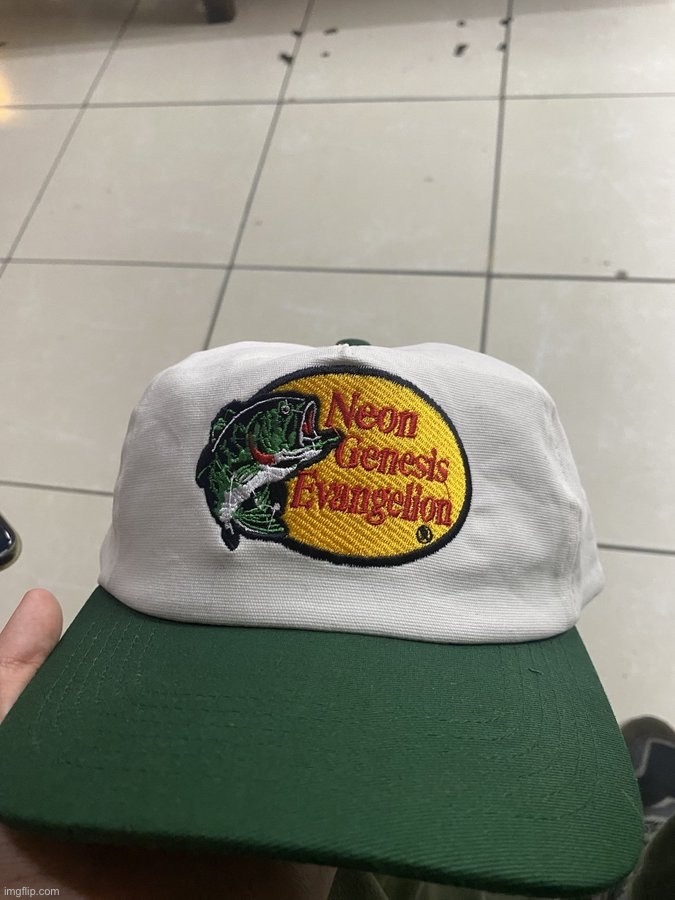 Neon
Genesis
Evangelion
®
imgflip.com